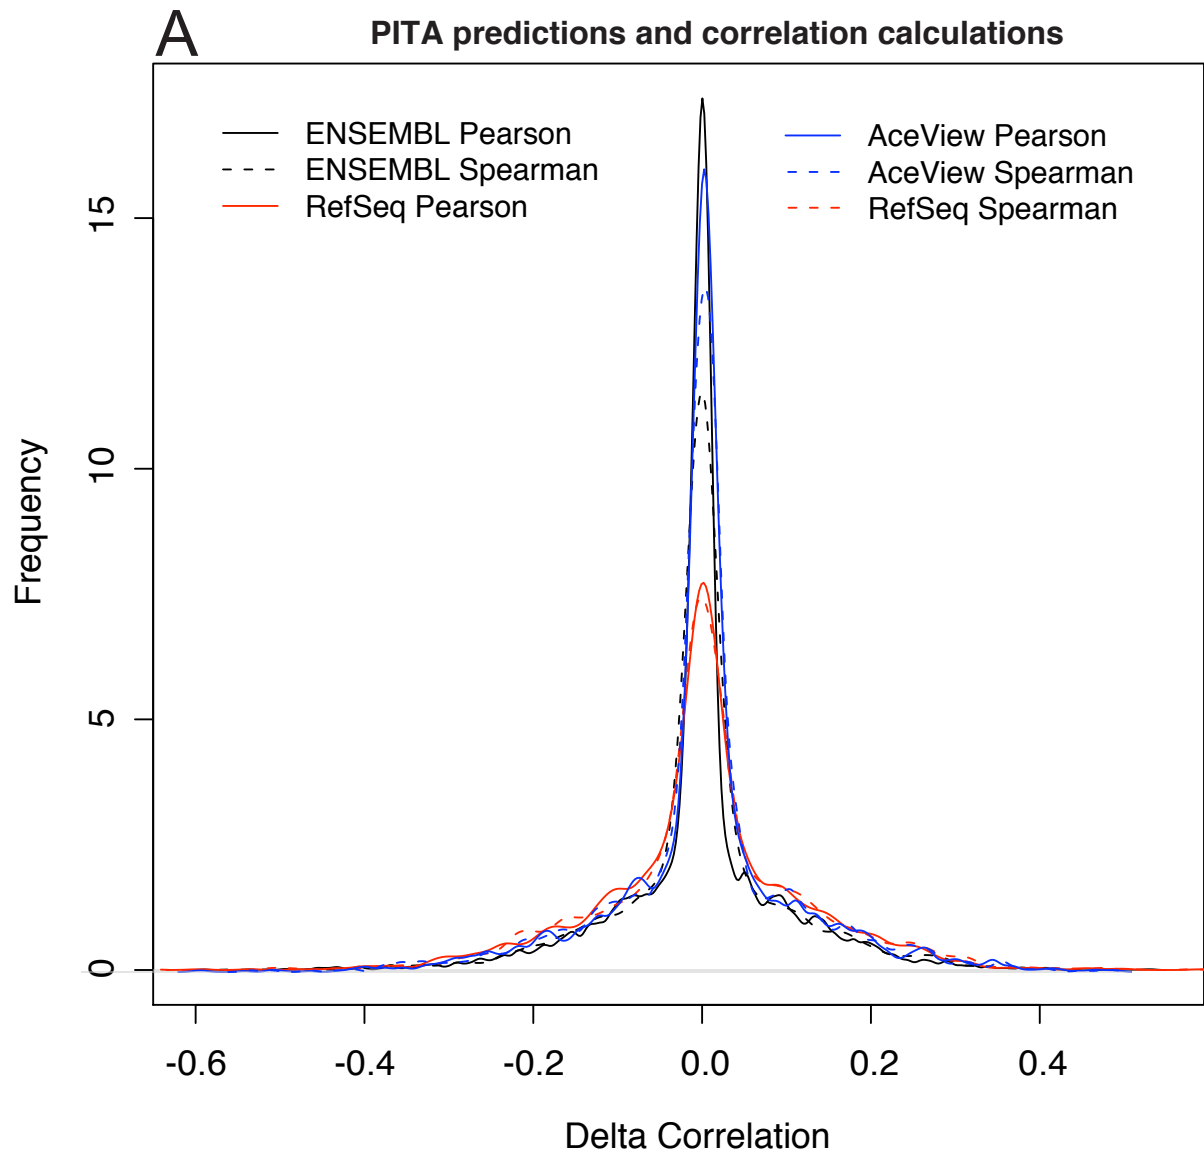 A
PITA predictions and correlation calculations
ENSEMBL Pearson
ENSEMBL Spearman
RefSeq Pearson
AceView Pearson
AceView Spearman
RefSeq Spearman
Frequency
15
10
5
0
-0.6 -0.4 -0.2 0.0 0.2 0.4
Delta Correlation